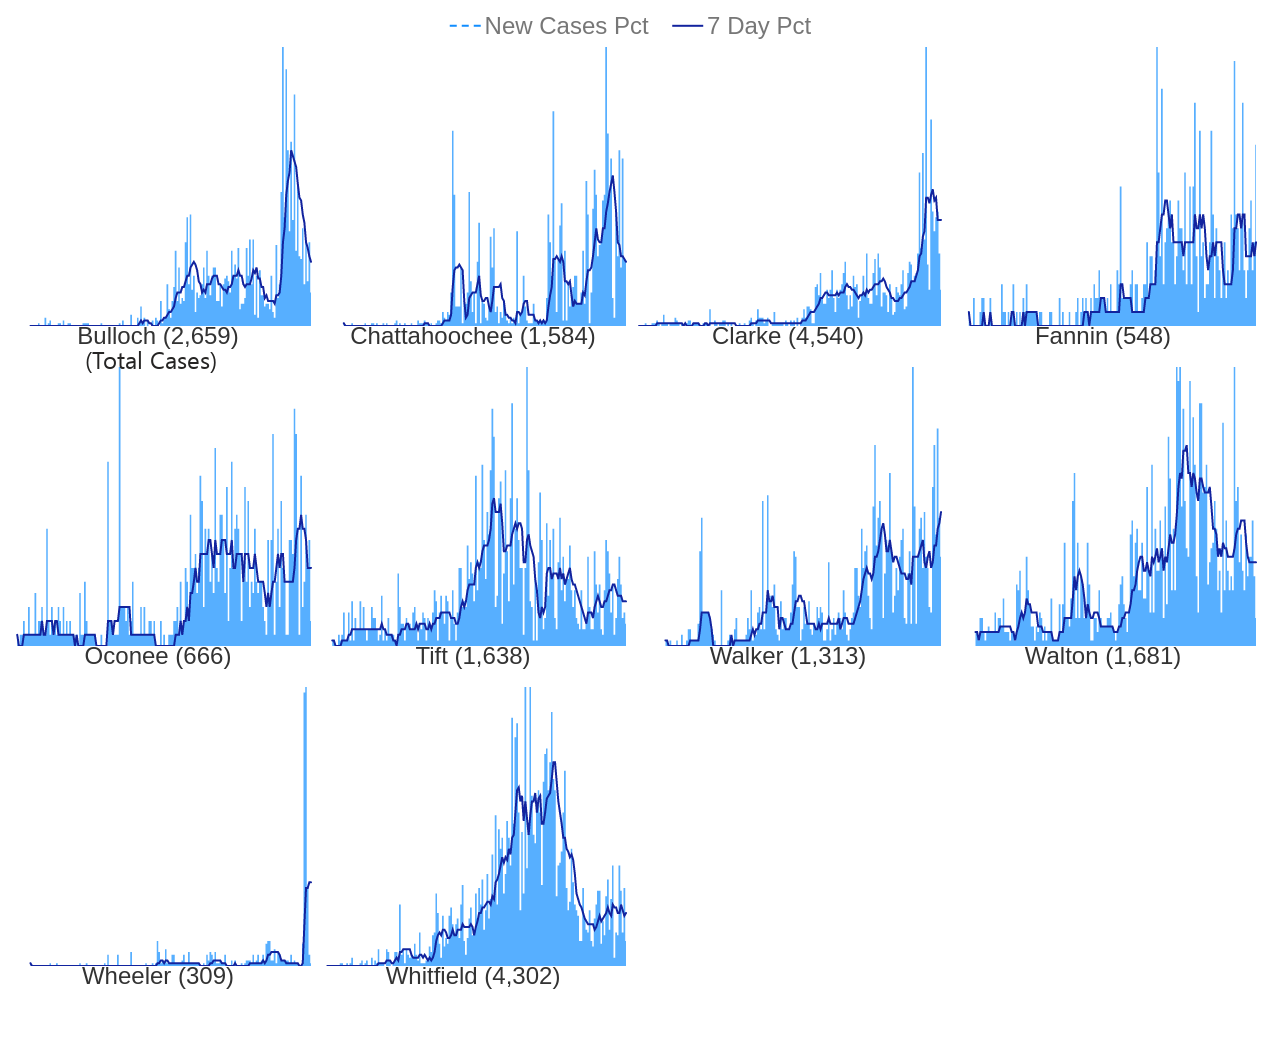 New Cases Pct 7 Day Pct
Bulloch (2,659) Chattahoochee (1,584) Clarke (4,540) Fannin (548)
(Total Cases)
Oconee (666) Tift (1,638) Walker (1,313) Walton (1,681)
Wheeler (309) Whitfield (4,302)